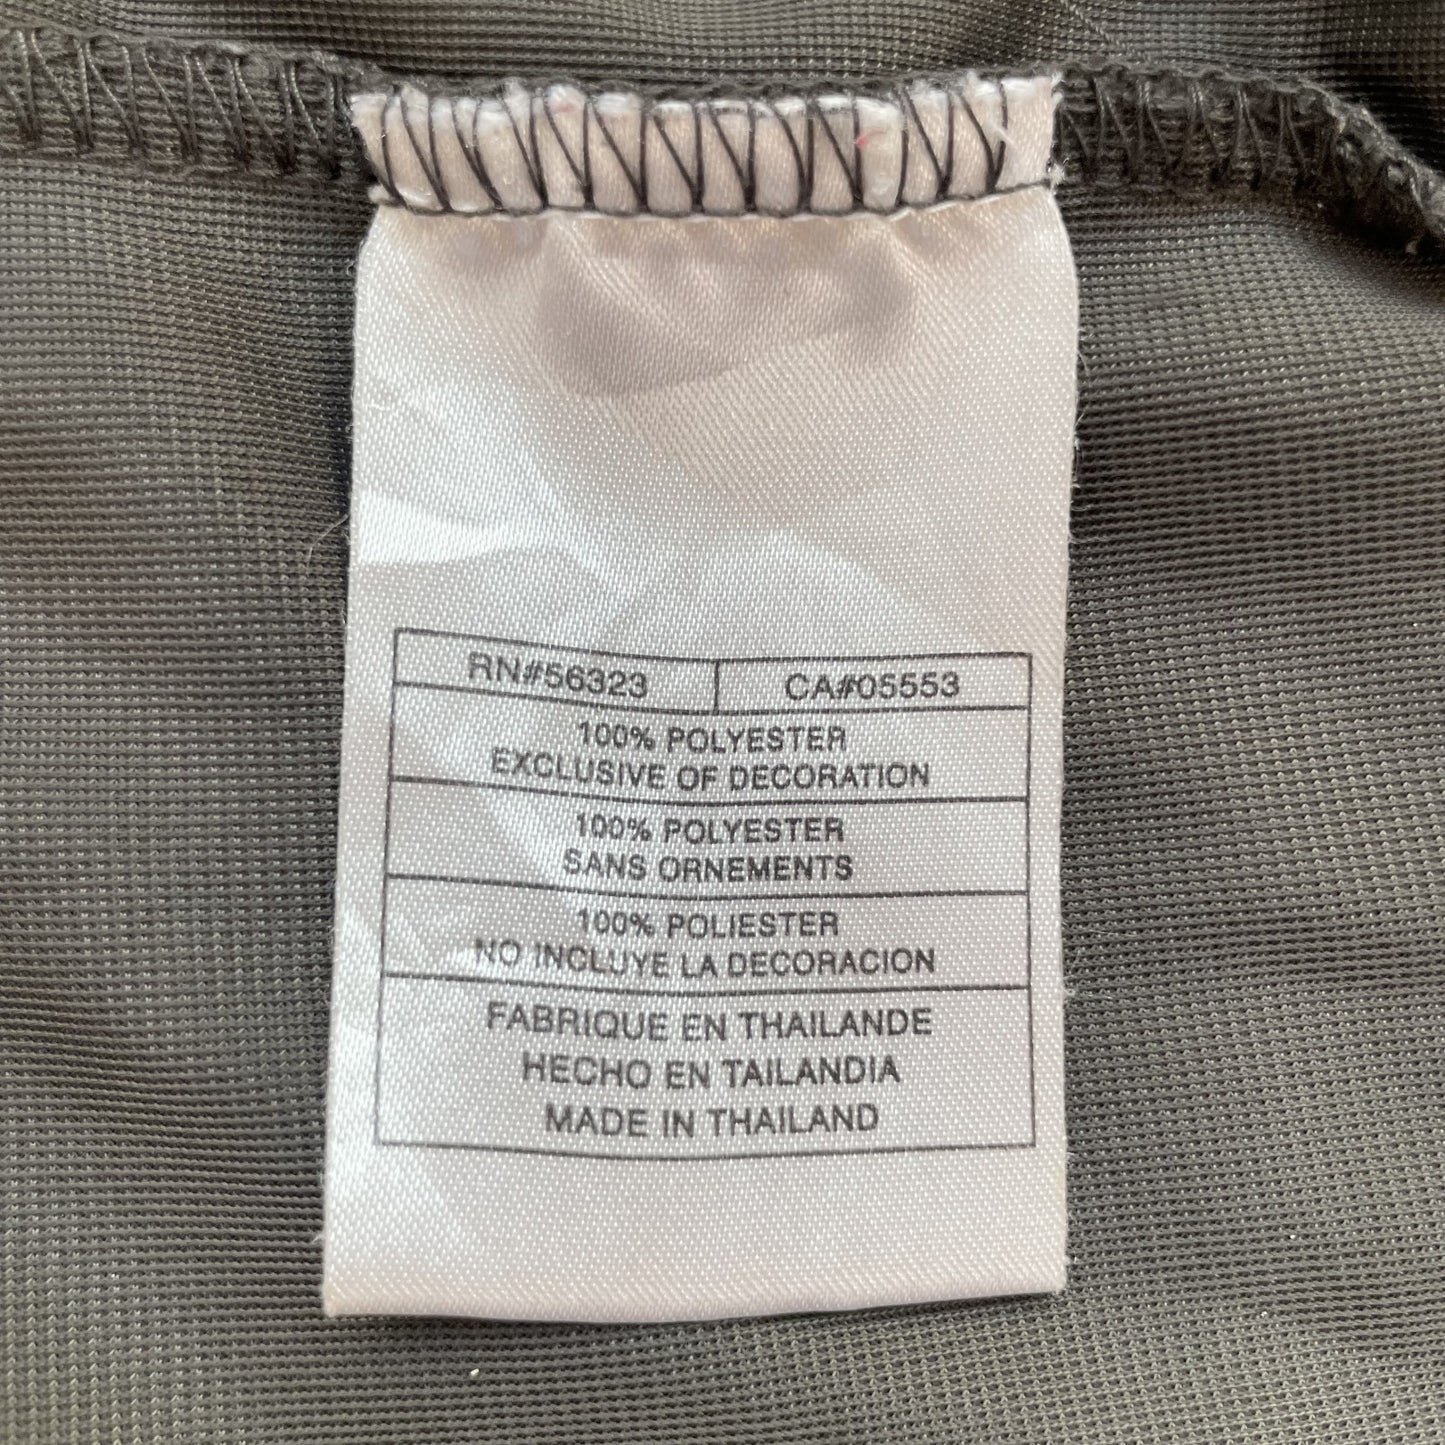 RN#56323 CA#05553
100% POLYESTER
EXCLUSIVE OF DECORATION
100% POLYESTER
SANS ORNEMENTS
100% POLIESTER
NO INCLUYE LA DECORACION
FABRIQUE EN THAILANDE
HECHO EN TAILANDIA
MADE IN THAILAND